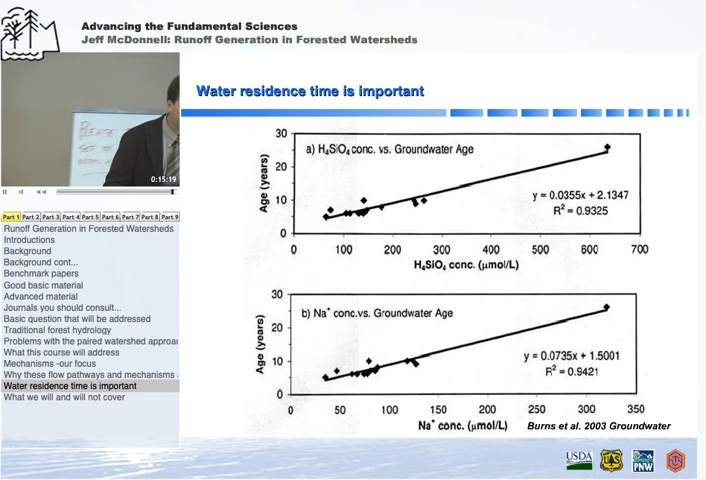 Advancing the Fundamental Sciences
Jeff McDonnell: Runoff Generation in Forested Watersheds
PLEASE
SET
0:15:19
Part 1 Part 2 Part 3 Part 4 Part 5 Part 6 Part 7 Part 8 Part 9
Runoff Generation in Forested Watersheds
Introductions
Background
Background cont...
Benchmark papers
Good basic material
Advanced material
Journals you should consult...
Basic question that will be addressed
Traditional forest hydrology
Problems with the paired watershed approac
What this course will address
Mechanisms -our focus
Why these flow pathways and mechanisms
Water residence time is important
What we will and will not cover
Water residence time is important
a) H₄SiO₄ conc. vs. Groundwater Age
Age (years)
30
20
10
0
y = 0.0355x + 2.1347
R² = 0.9325
0 100 200 300 400 500 600 700
H₄SiO₄ conc. (μmol/L)
b) Na⁺ conc.vs. Groundwater Age
Age (years)
30
20
10
0
y = 0.0735x + 1.5001
R² = 0.9421
0 50 100 150 200 250 300 350
Na⁺ conc. (μmol/L)
Burns et al. 2003 Groundwater
USDA
PNW